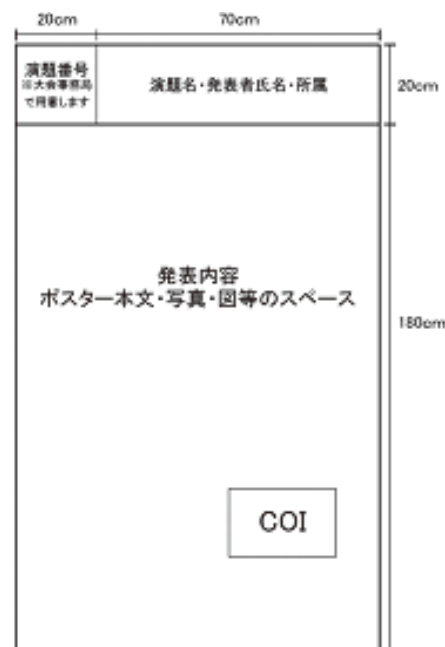 20cm 70cm
演題番号
※大会事務局
で用意します
演題名・発表者氏名・所属
20cm
発表内容
ポスター本文・写真・図等のスペース
180cm
COI